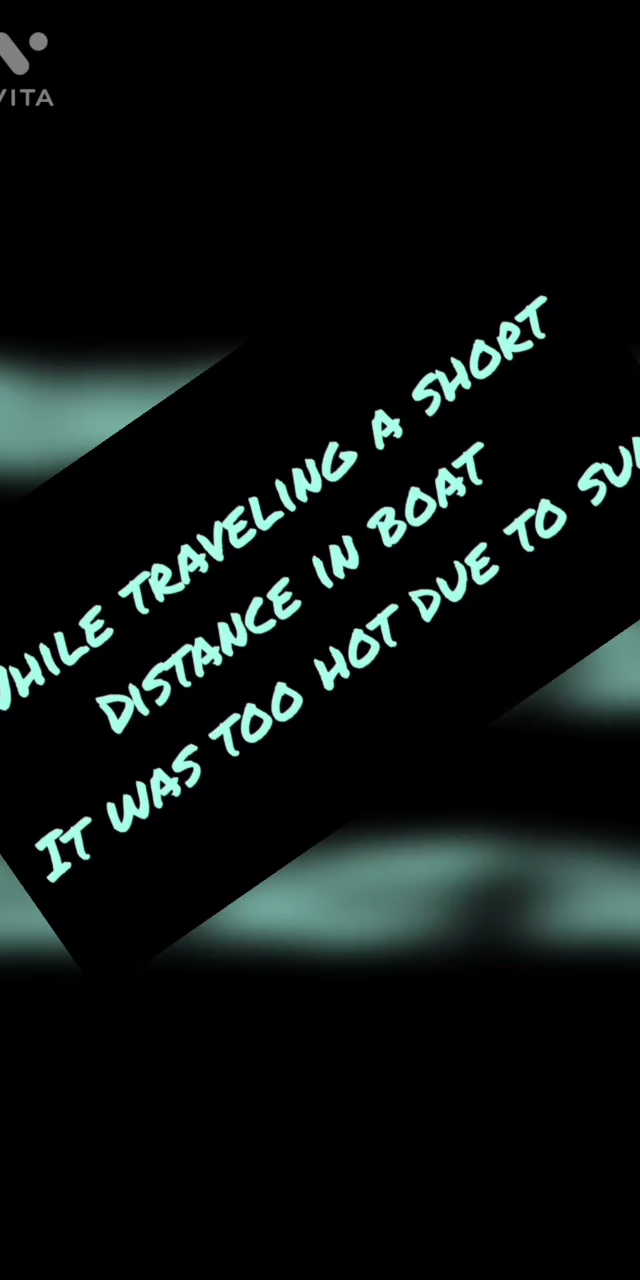 VITA
While traveling a short
distance in boat
It was too hot due to